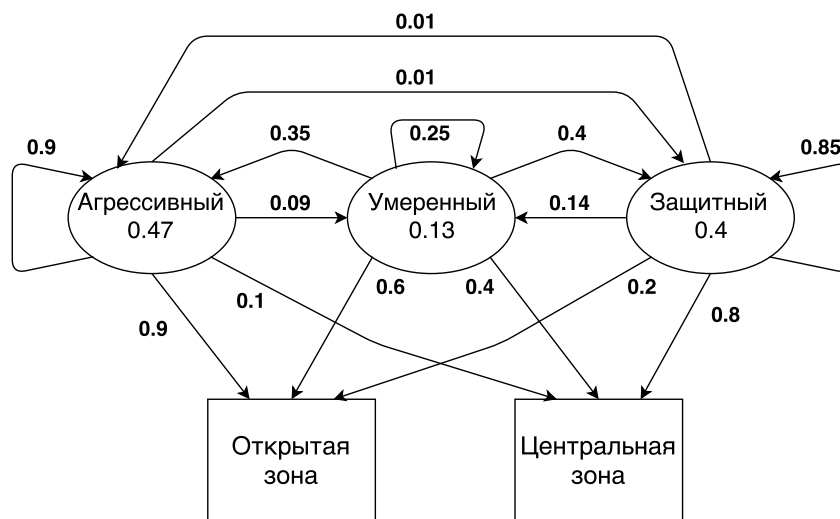 0.01
0.01
0.9
0.35
0.25
0.4
0.85
Агрессивный
0.47
0.09
Умеренный
0.13
0.14
Защитный
0.4
0.9
0.1
0.6
0.4
0.2
0.8
Открытая
зона
Центральная
зона